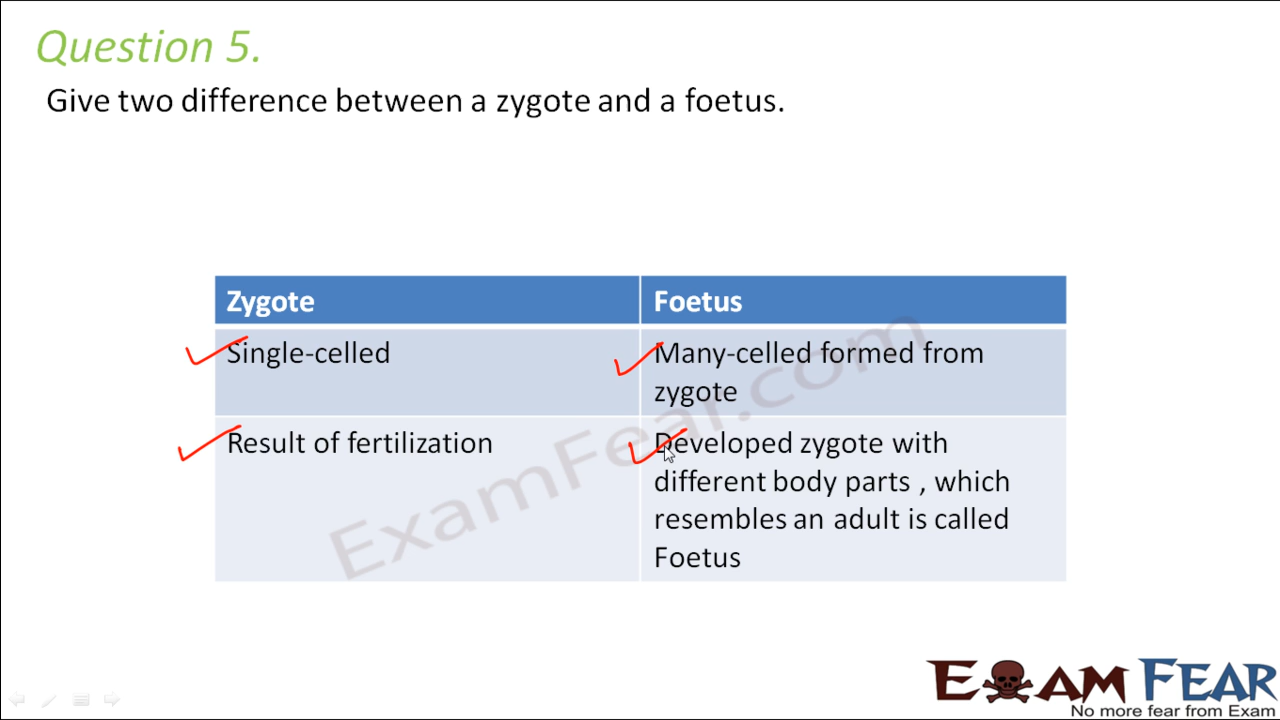 Question 5.
Give two difference between a zygote and a foetus.
Zygote
Foetus
Single-celled
Many-celled formed from
zygote
Result of fertilization
Developed zygote with
different body parts , which
resembles an adult is called
Foetus
ExamFear.com
EXAM FEAR
No more fear from Exam